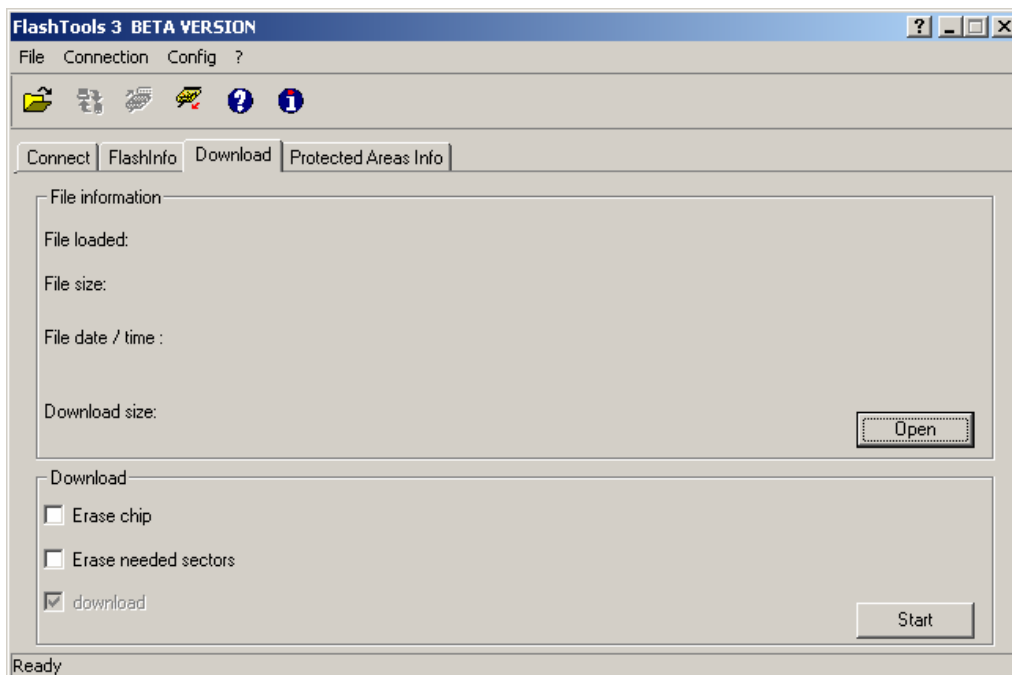 FlashTools 3 BETA VERSION
File Connection Config ?
Connect FlashInfo Download Protected Areas Info
File information
File loaded:
File size:
File date / time :
Download size:
Open
Download
Erase chip
Erase needed sectors
download
Start
Ready